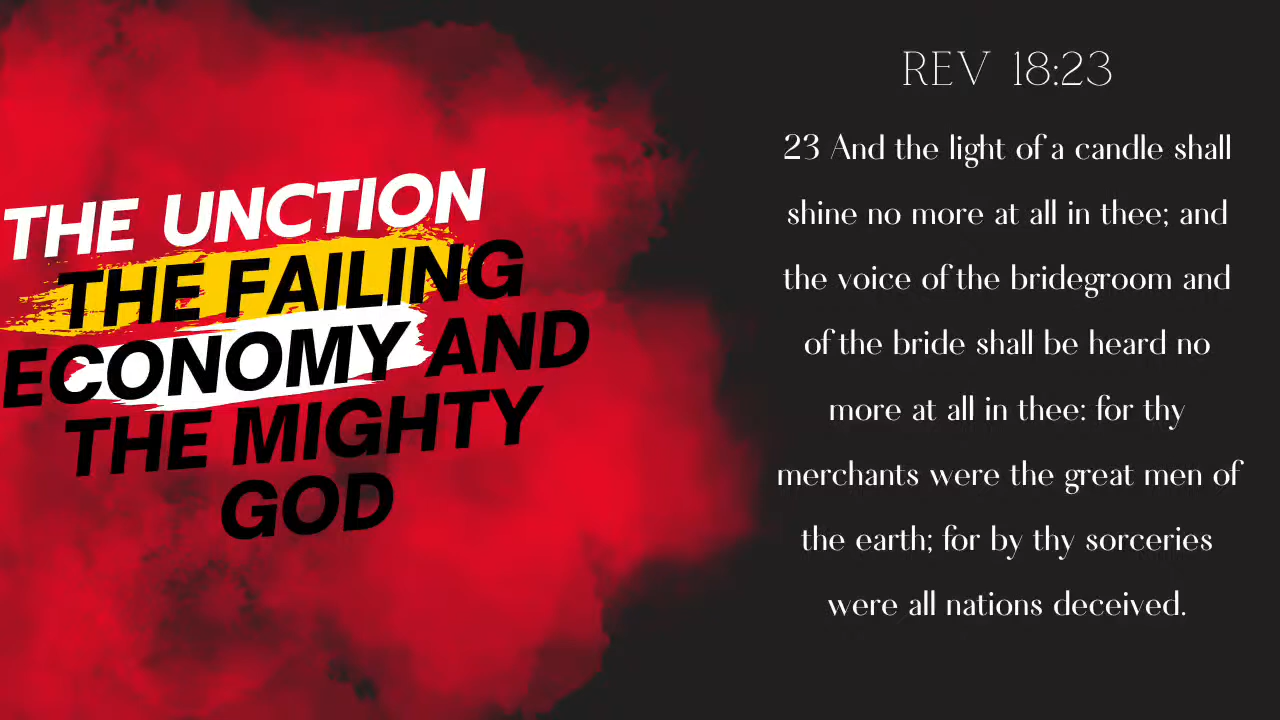 THE UNCTION
THE FAILING
ECONOMY AND
THE MIGHTY
GOD
REV 18:23
23 And the light of a candle shall
shine no more at all in thee; and
the voice of the bridegroom and
of the bride shall be heard no
more at all in thee: for thy
merchants were the great men of
the earth; for by thy sorceries
were all nations deceived.